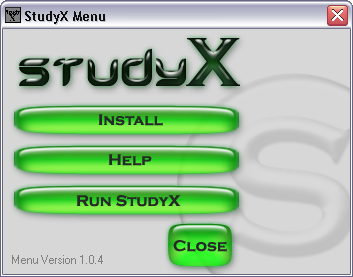 StudyX Menu
studyX
Install
Help
Run StudyX
Close
Menu Version 1.0.4